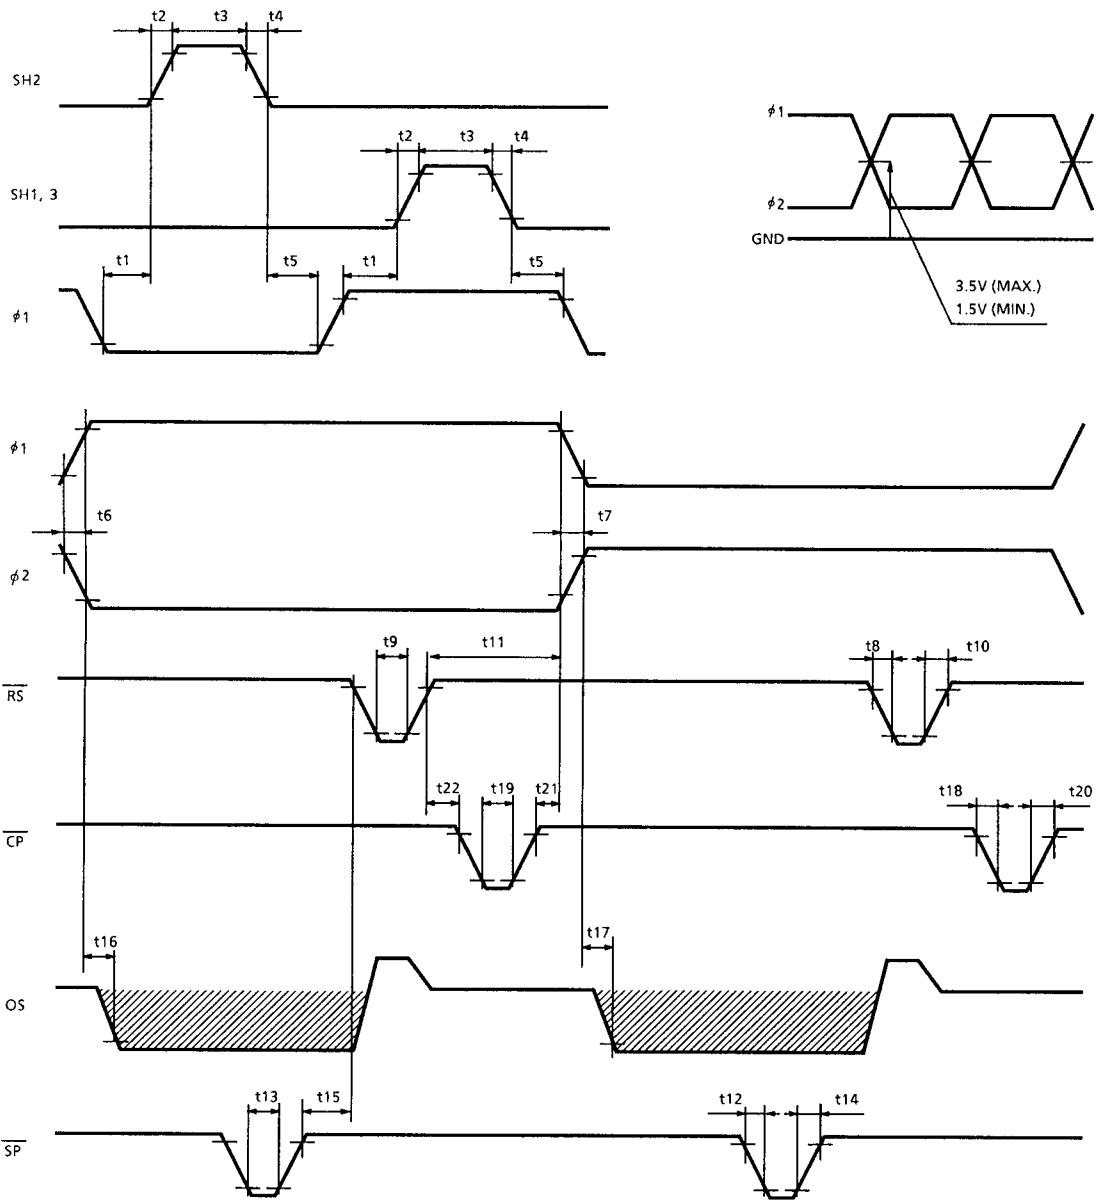 t2 t3 t4
SH2
t2 t3 t4
SH1, 3
t1 t5 t1 t5
ϕ1
ϕ1
ϕ2
GND
3.5V (MAX.)
1.5V (MIN.)
ϕ1
t6 t7
ϕ2
t9 t11 t8 t10
RS
t22 t19 t21 t18 t20
CP
t16 t17
OS
t13 t15 t12 t14
SP